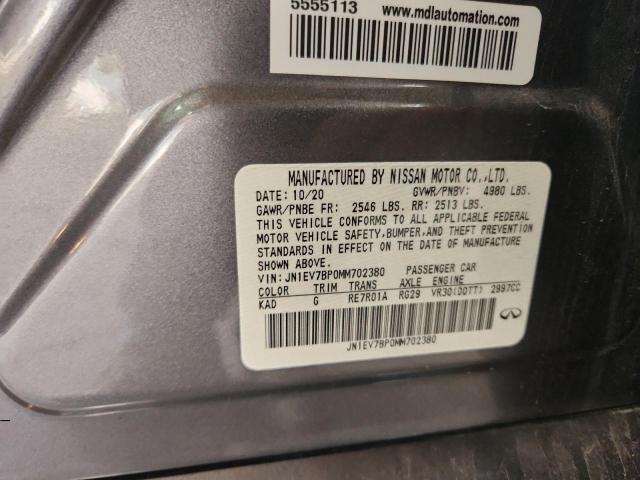 5555113 www.mdlautomation.com
MANUFACTURED BY NISSAN MOTOR CO.,LTD.
DATE: 10/20 GVWR/PNBV: 4980 LBS.
GAWR/PNBE FR: 2546 LBS. RR: 2513 LBS.
THIS VEHICLE CONFORMS TO ALL APPLICABLE FEDERAL
MOTOR VEHICLE SAFETY,BUMPER,AND THEFT PREVENTION
STANDARDS IN EFFECT ON THE DATE OF MANUFACTURE
SHOWN ABOVE.
VIN: JN1EV7BP0MM702380 PASSENGER CAR
COLOR TRIM TRANS AXLE ENGINE
KAD G RE7R01A RG29 VR30(DDTT) 2997CC
JN1EV7BP0MM702380